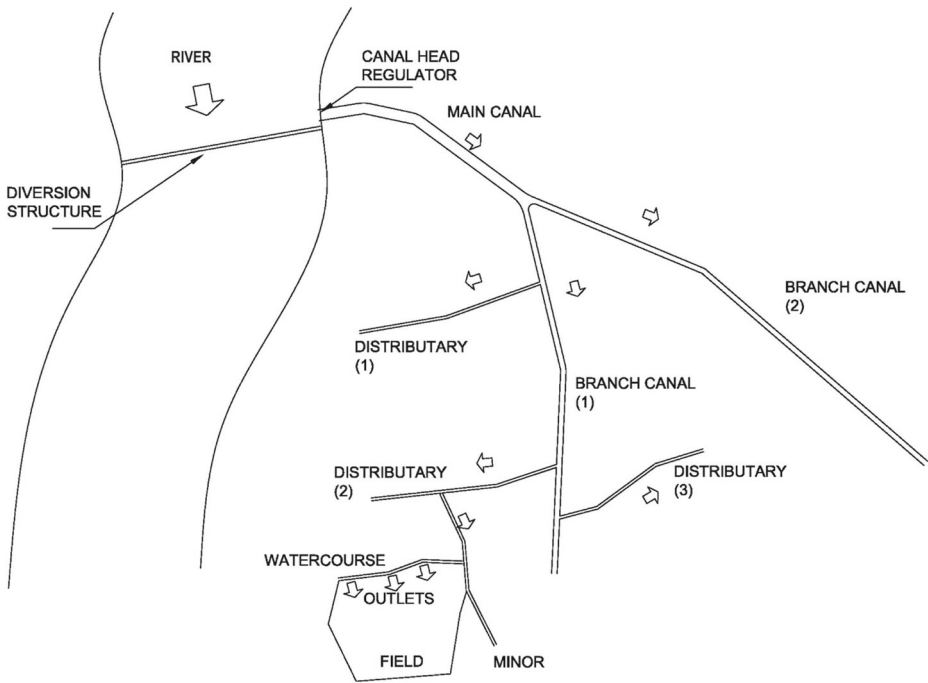 RIVER
CANAL HEAD
REGULATOR
MAIN CANAL
DIVERSION
STRUCTURE
BRANCH CANAL
(2)
DISTRIBUTARY
(1)
BRANCH CANAL
(1)
DISTRIBUTARY
(2)
DISTRIBUTARY
(3)
WATERCOURSE
OUTLETS
FIELD
MINOR